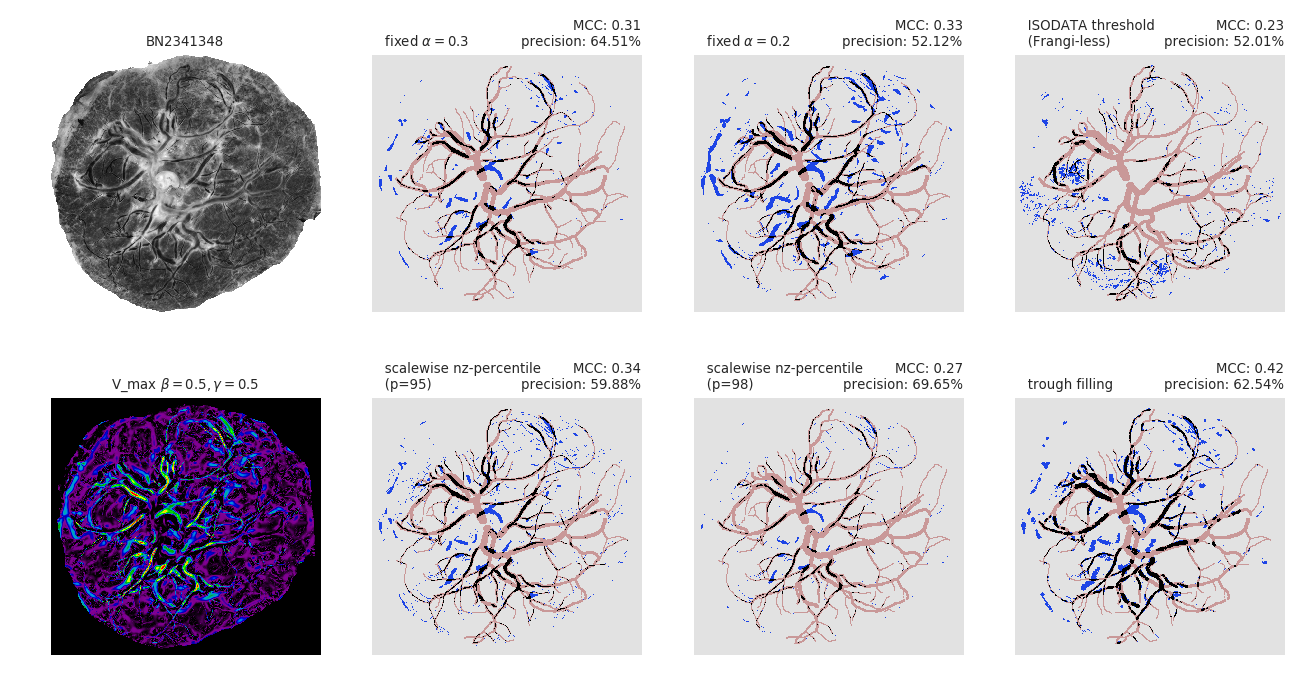 BN2341348
MCC: 0.31
fixed α = 0.3 precision: 64.51%
MCC: 0.33
fixed α = 0.2 precision: 52.12%
ISODATA threshold MCC: 0.23
(Frangi-less) precision: 52.01%
V_max β = 0.5, γ = 0.5
scalewise nz-percentile MCC: 0.34
(p=95) precision: 59.88%
scalewise nz-percentile MCC: 0.27
(p=98) precision: 69.65%
MCC: 0.42
trough filling precision: 62.54%